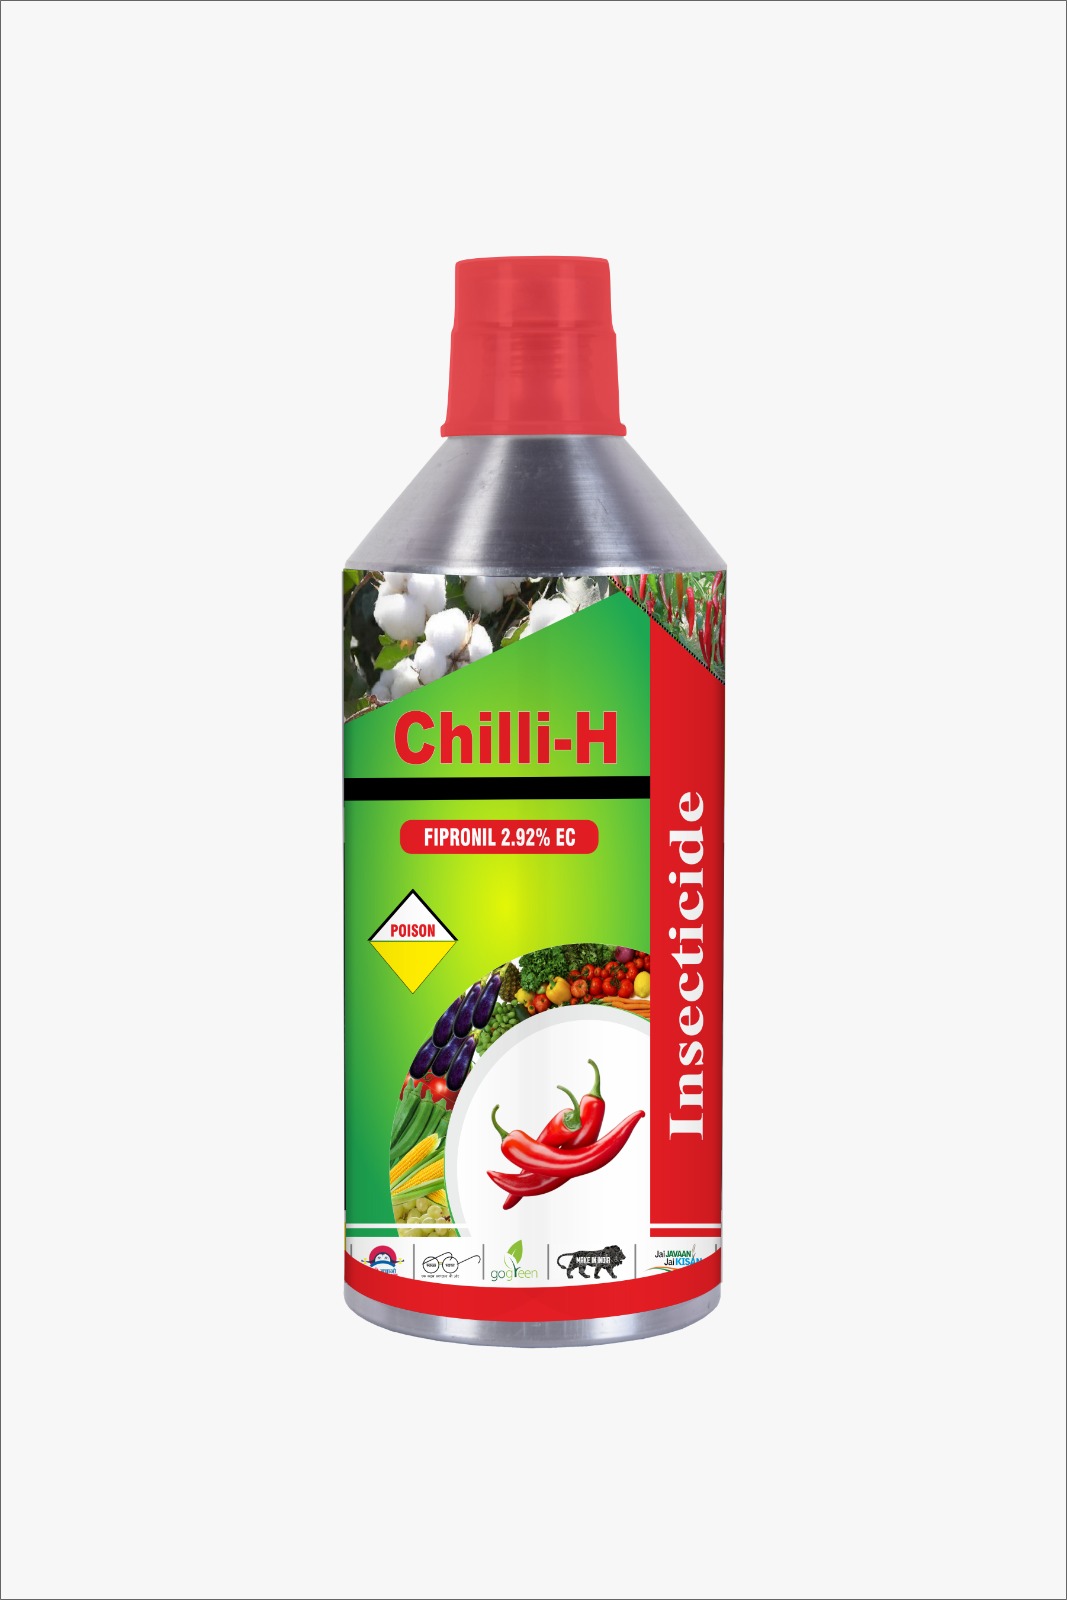 Chilli-H
FIPRONIL 2.92% EC
POISON
Insecticide
gogreen
MAKE IN INDIA
Jai JAVAAN
Jai KISAN